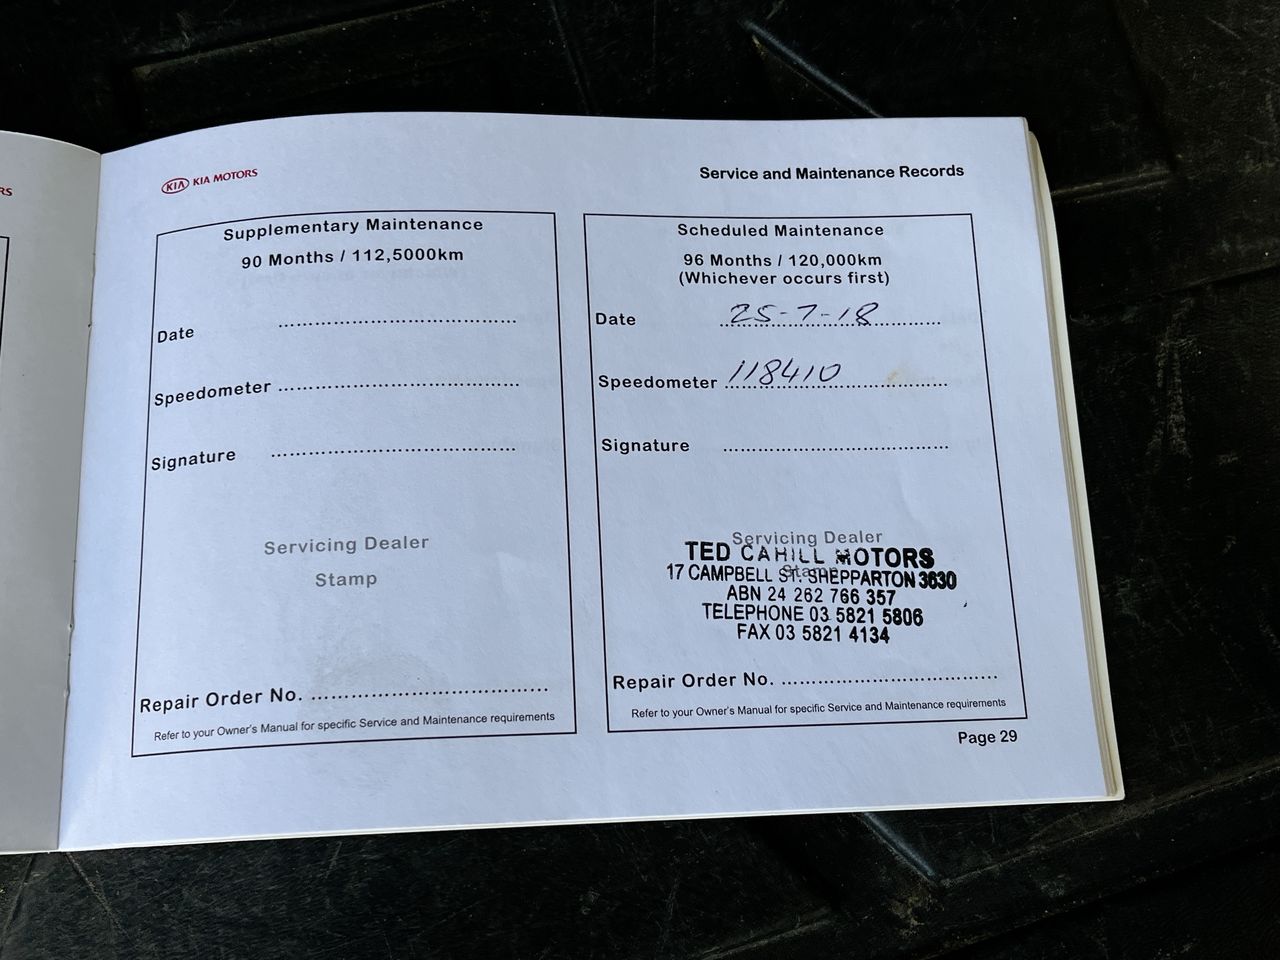 RS
KIA KIA MOTORS
Service and Maintenance Records
Supplementary Maintenance
90 Months / 112,5000km
Date ................................
Speedometer ................................
Signature ................................
Servicing Dealer
Stamp
Repair Order No. ................................
Refer to your Owner's Manual for specific Service and Maintenance requirements
Scheduled Maintenance
96 Months / 120,000km
(Whichever occurs first)
Date 25-7-18
Speedometer 118410
Signature ................................
Servicing Dealer
Stamp
TED CAHILL MOTORS
17 CAMPBELL ST. SHEPPARTON 3630
ABN 24 262 766 357
TELEPHONE 03 5821 5806
FAX 03 5821 4134
Repair Order No. ................................
Refer to your Owner's Manual for specific Service and Maintenance requirements
Page 29